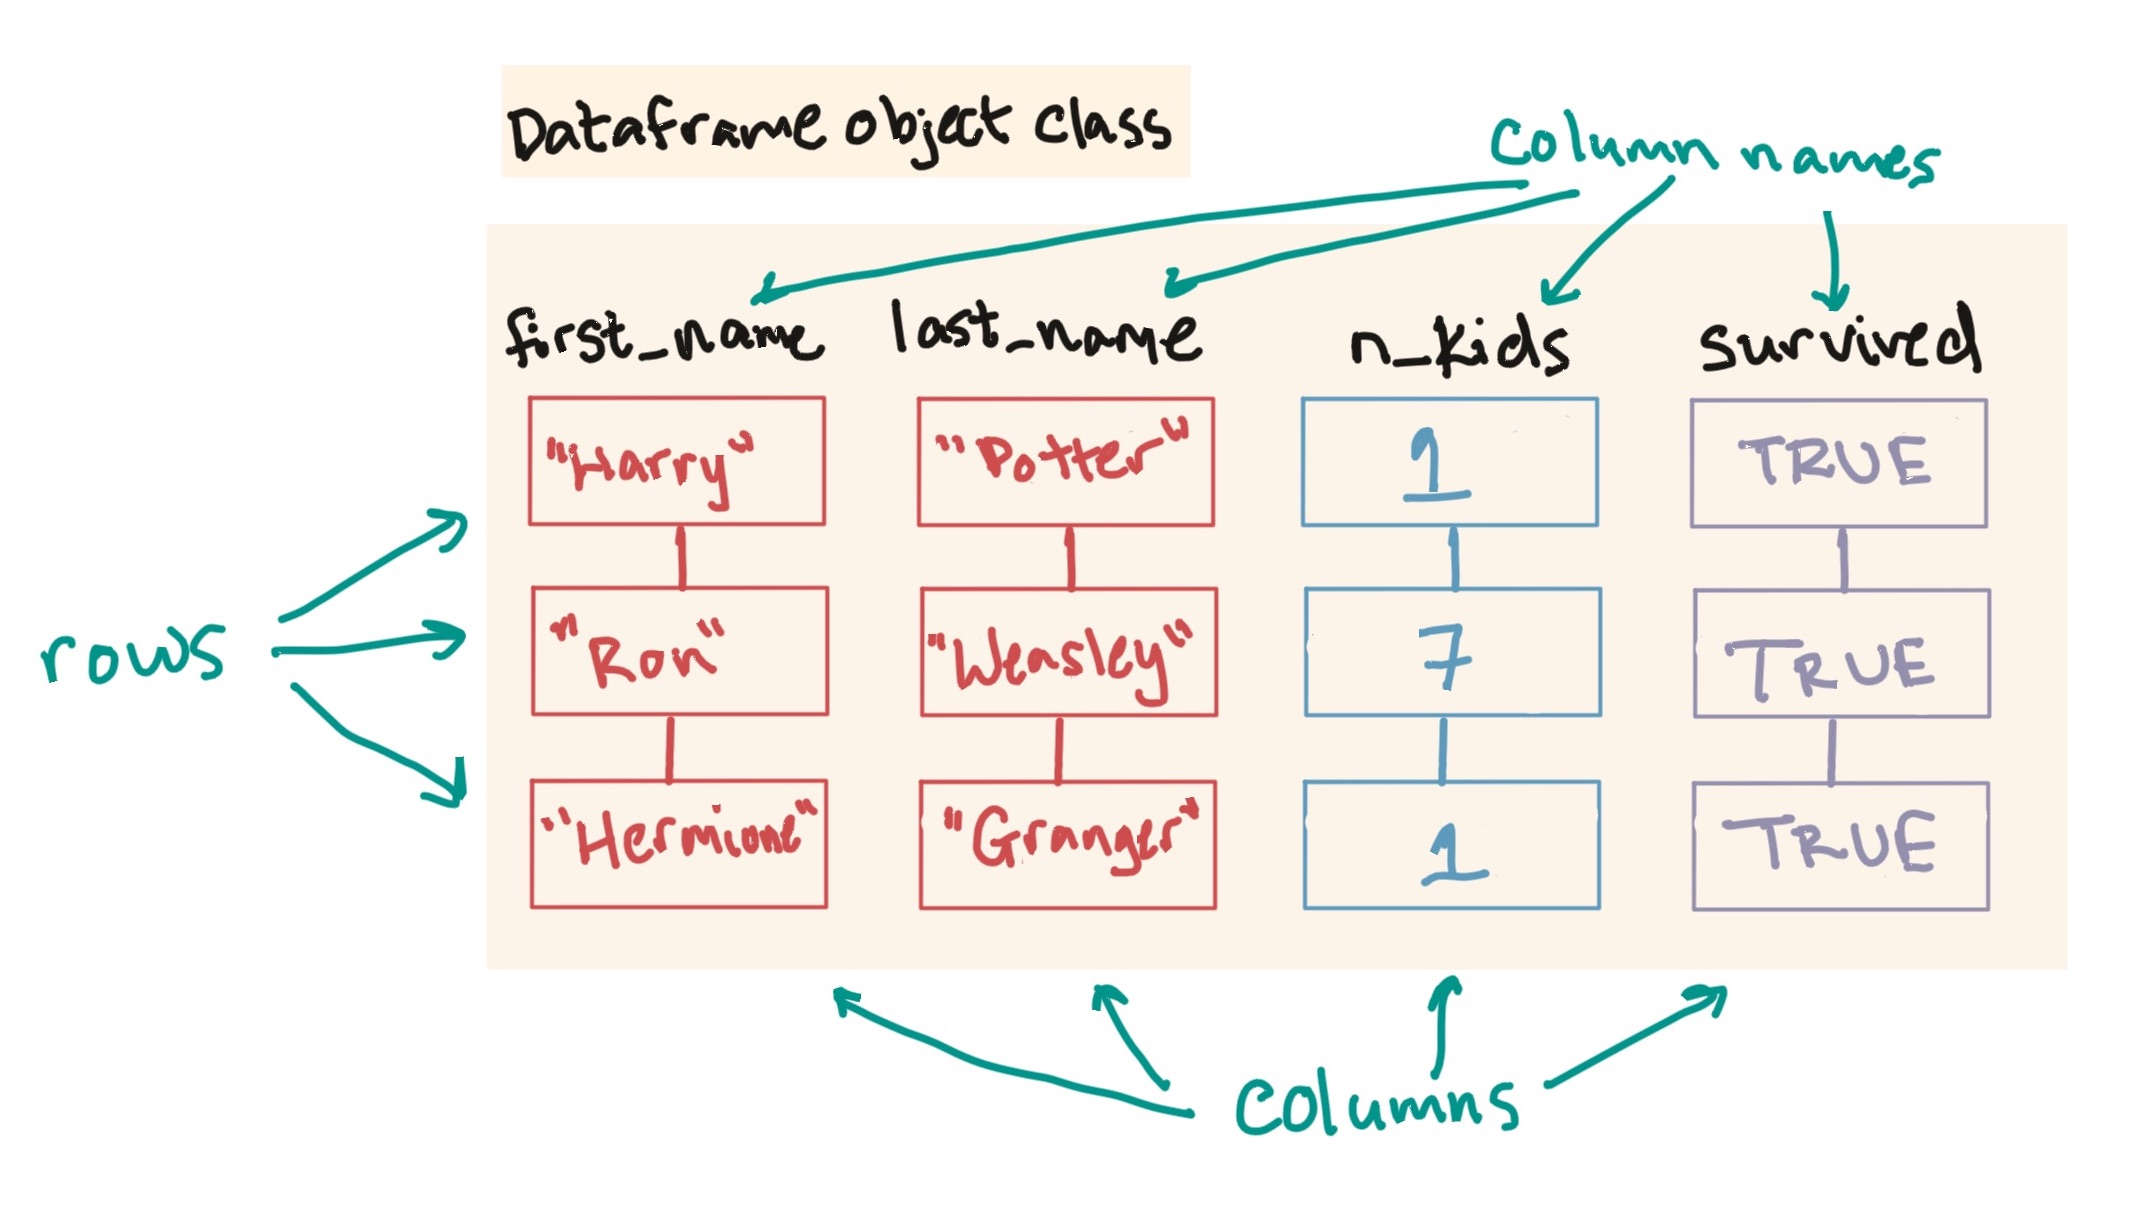 Dataframe object class
column names
first_name last_name n_kids survived
"Harry" "Potter" 1 TRUE
rows
"Ron" "Weasley" 7 TRUE
"Hermione" "Granger" 1 TRUE
columns